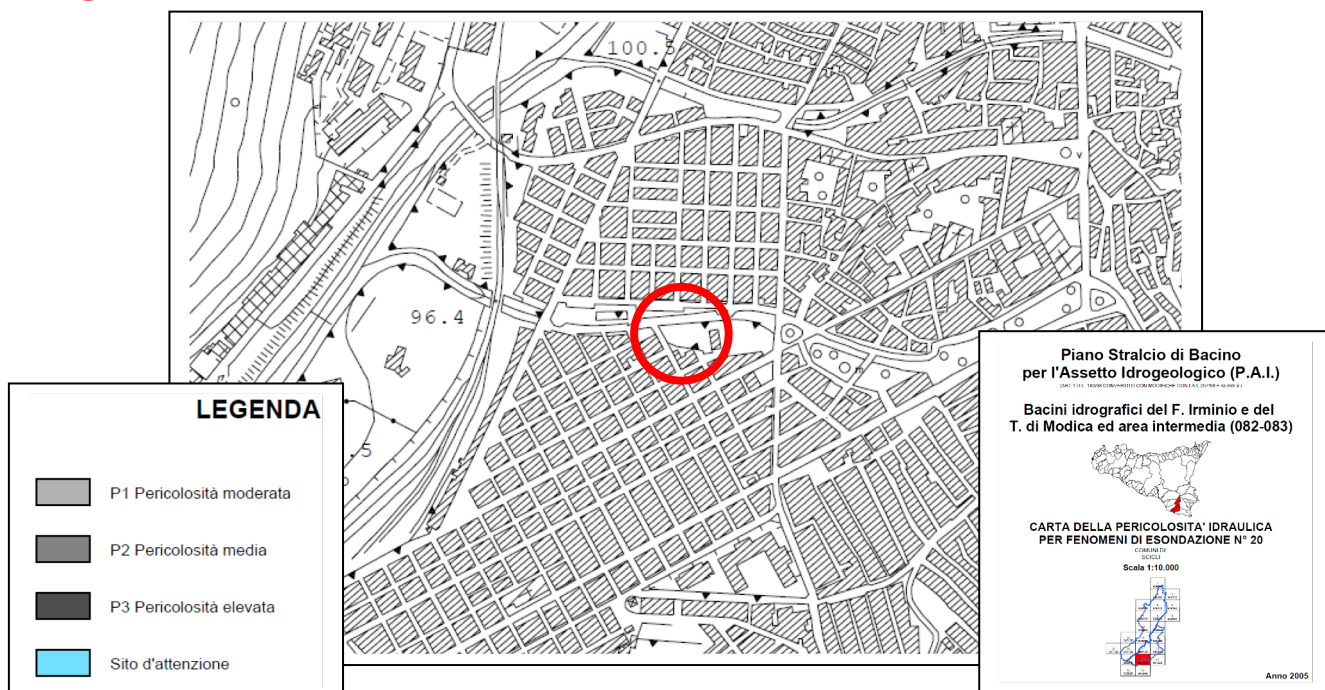 100.5
96.4
.5
v
m
LEGENDA
P1 Pericolosità moderata
P2 Pericolosità media
P3 Pericolosità elevata
Sito d'attenzione
Piano Stralcio di Bacino
per l'Assetto Idrogeologico (P.A.I.)
Bacini idrografici del F. Irminio e del
T. di Modica ed area intermedia (082-083)
CARTA DELLA PERICOLOSITA' IDRAULICA
PER FENOMENI DI ESONDAZIONE N° 20
COMUNI DI:
SCICLI
Scala 1:10.000
Anno 2005